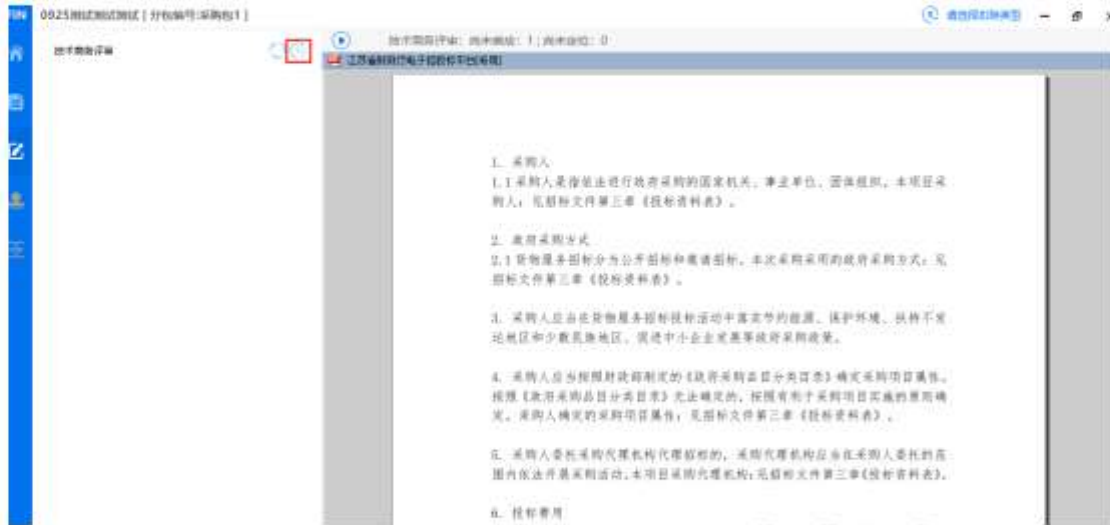 0925测试测试测试 [ 分包编号:采购包1 ]
技术商务评审
技术商务评审: 尚未响应: 1; 尚未定位: 0
1. 采购人
1.1 采购人是指依法进行政府采购的国家机关、事业单位、团体组织。本项目采
购人：见招标文件第三章《投标资料表》。
2. 政府采购方式
2.1 货物服务招标分为公开招标和邀请招标。本次采购采用的政府采购方式：见
招标文件第三章《投标资料表》。
3. 采购人应当在货物服务招标投标活动中落实节约能源、保护环境、扶持不发
达地区和少数民族地区、促进中小企业发展等政府采购政策。
4. 采购人应当按照财政部制定的《政府采购品目分类目录》确定采购项目属性。
按照《政府采购品目分类目录》无法确定的，按照有利于采购项目实施的原则确
定。采购人确定的采购项目属性：见招标文件第三章《投标资料表》。
5. 采购人委托采购代理机构代理招标的，采购代理机构应当在采购人委托的范
围内依法开展采购活动。本项目采购代理机构：见招标文件第三章《投标资料表》。
6. 投标费用